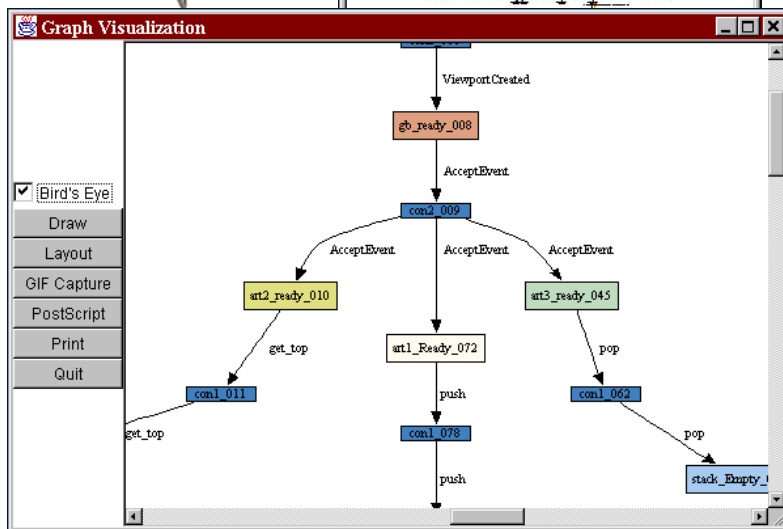 Graph Visualization
Bird's Eye
Draw
Layout
GIF Capture
PostScript
Print
Quit
ViewportCreated
gb_ready_008
AcceptEvent
con2_009
AcceptEvent
AcceptEvent
AcceptEvent
art2_ready_010
art3_ready_045
art1_Ready_072
get_top
pop
con1_011
con1_062
push
get_top
con1_078
pop
push
stack_Empty_